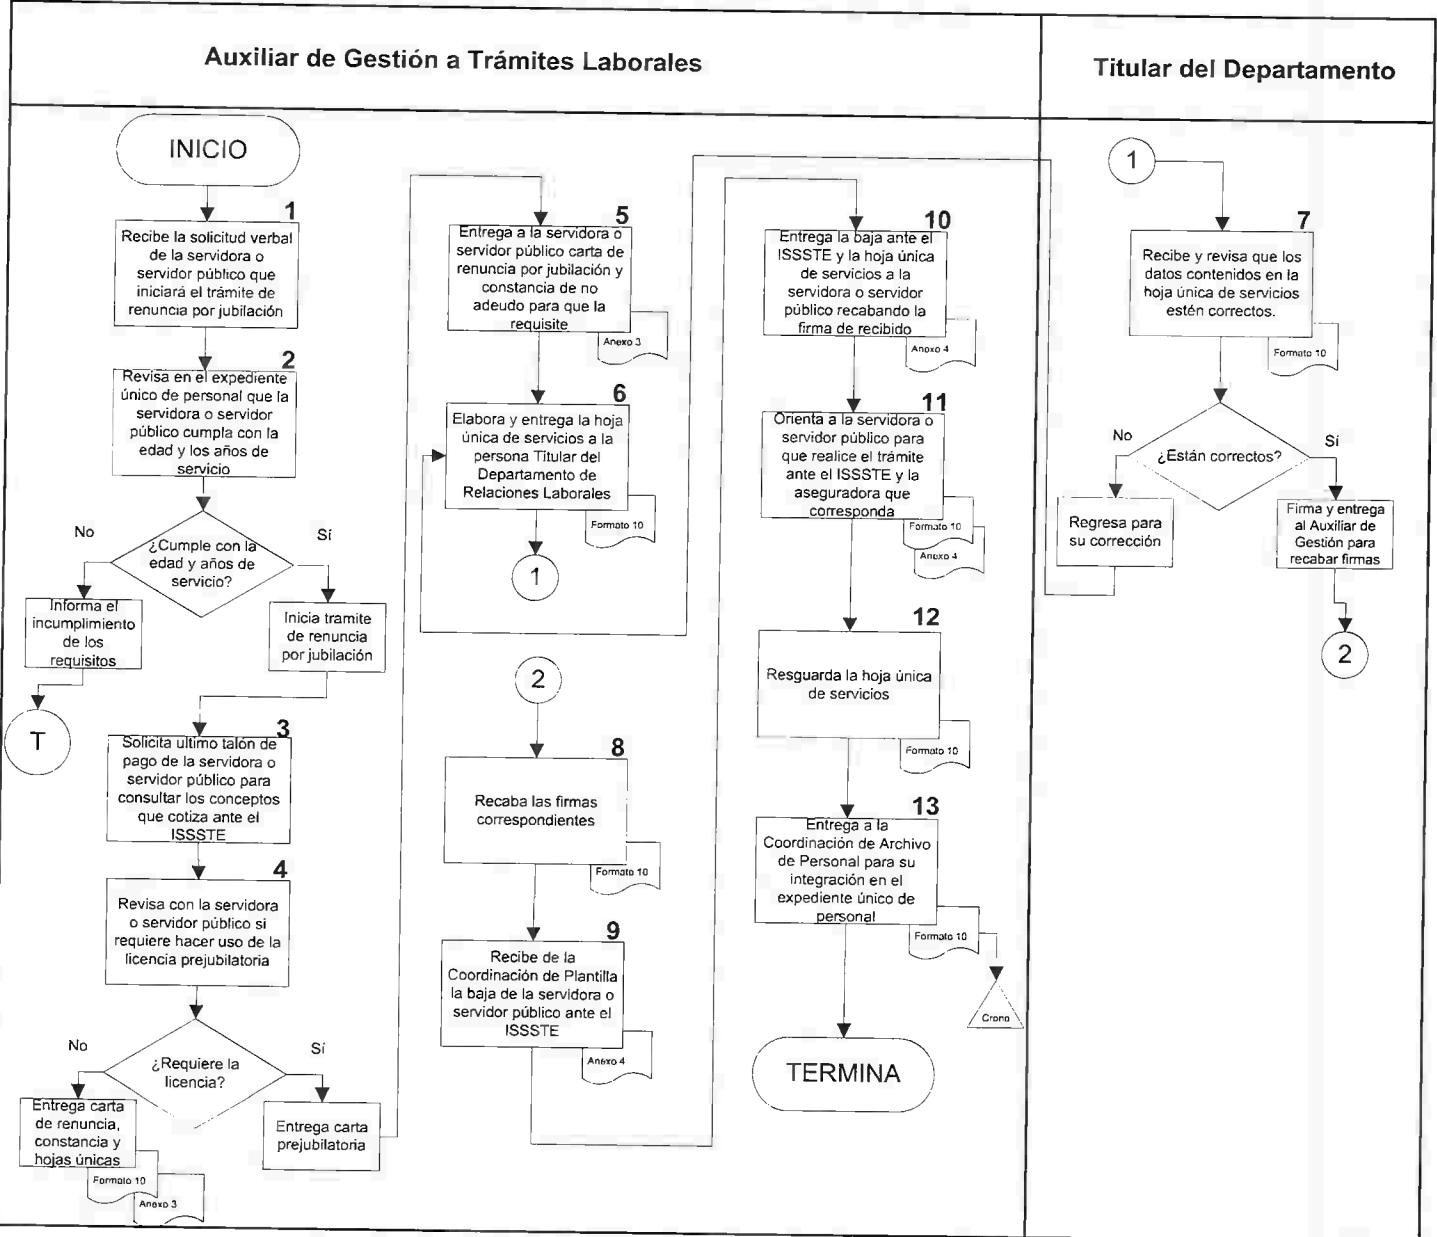 Auxiliar de Gestión a Trámites Laborales
Titular del Departamento
INICIO
1
Recibe la solicitud verbal
de la servidora o
servidor público que
iniciará el trámite de
renuncia por jubilación
2
Revisa en el expediente
único de personal que la
servidora o servidor
público cumpla con la
edad y los años de
servicio
No
Sí
¿Cumple con la
edad y años de
servicio?
Informa el
incumplimiento
de los
requisitos
Inicia tramite
de renuncia
por jubilación
T
3
Solicita ultimo talón de
pago de la servidora o
servidor público para
consultar los conceptos
que cotiza ante el
ISSSTE
4
Revisa con la servidora
o servidor público si
requiere hacer uso de la
licencia prejubilatoria
No
Sí
¿Requiere la
licencia?
Entrega carta
de renuncia,
constancia y
hojas únicas
Formato 10
Anexo 3
Entrega carta
prejubilatoria
5
Entrega a la servidora o
servidor público carta de
renuncia por jubilación y
constancia de no
adeudo para que la
requisite
Anexo 3
6
Elabora y entrega la hoja
única de servicios a la
persona Titular del
Departamento de
Relaciones Laborales
Formato 10
1
2
8
Recaba las firmas
correspondientes
Formato 10
9
Recibe de la
Coordinación de Plantilla
la baja de la servidora o
servidor público ante el
ISSSTE
Anexo 4
10
Entrega la baja ante el
ISSSTE y la hoja única
de servicios a la
servidora o servidor
público recabando la
firma de recibido
Anexo 4
11
Orienta a la servidora o
servidor público para
que realice el trámite
ante el ISSSTE y la
aseguradora que
corresponda
Formato 10
Anexo 4
12
Resguarda la hoja única
de servicios
Formato 10
13
Entrega a la
Coordinación de Archivo
de Personal para su
integración en el
expediente único de
personal
Formato 10
Crono
TERMINA
1
7
Recibe y revisa que los
datos contenidos en la
hoja única de servicios
estén correctos.
Formato 10
No
Sí
¿Están correctos?
Regresa para
su corrección
Firma y entrega
al Auxiliar de
Gestión para
recabar firmas
2